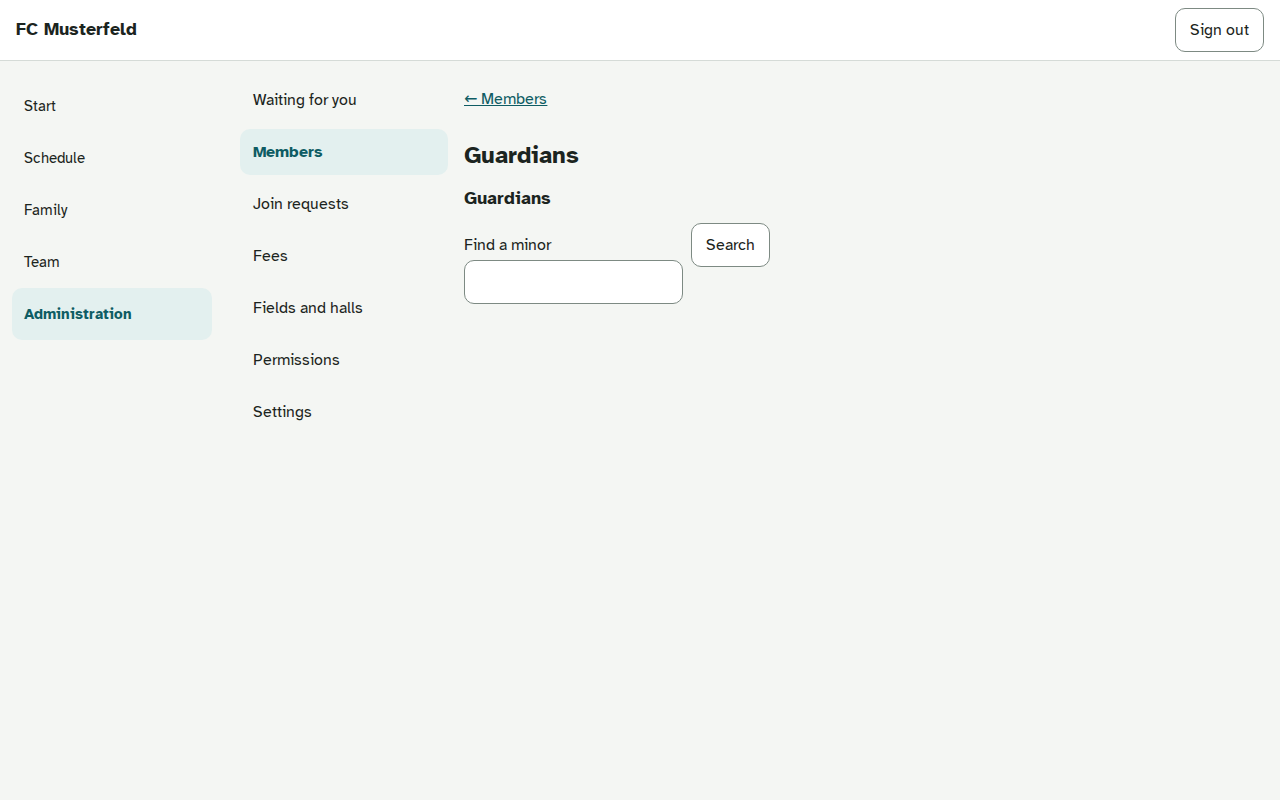 FC Musterfeld
Sign out
Start
Schedule
Family
Team
Administration
Waiting for you
Members
Join requests
Fees
Fields and halls
Permissions
Settings
← Members
Guardians
Guardians
Find a minor
Search